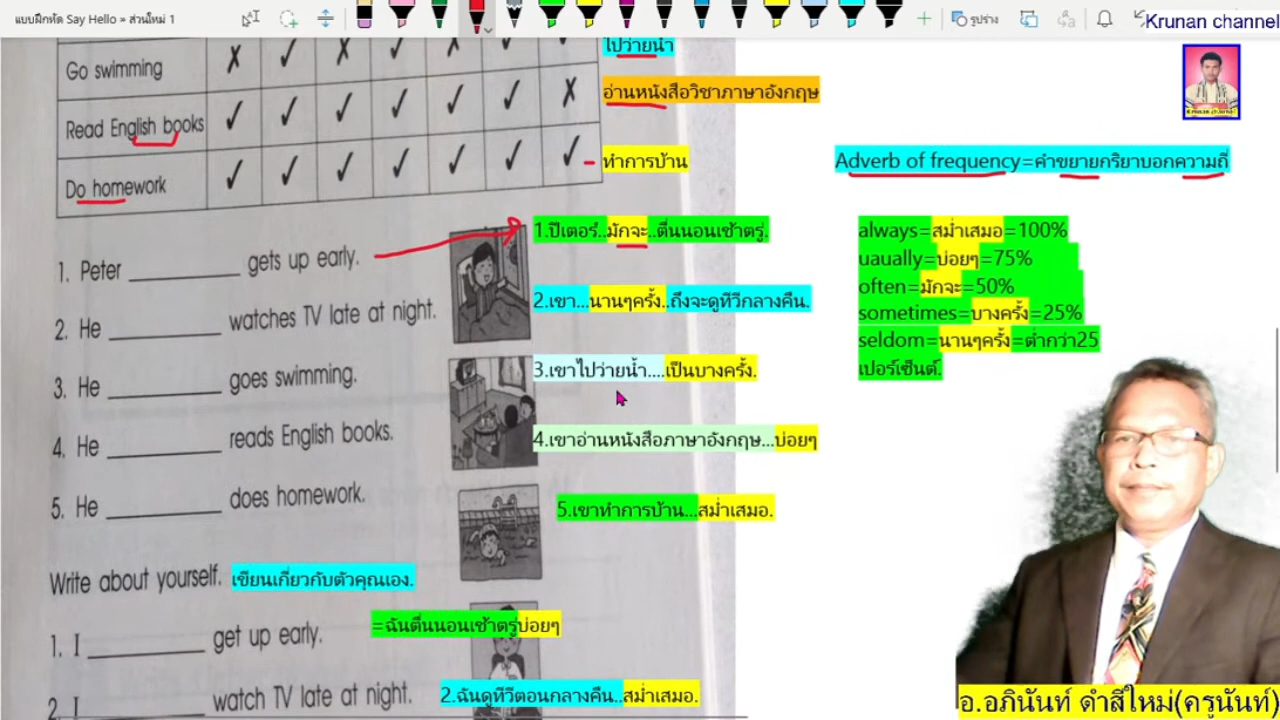 แบบฝึกหัด Say Hello » ส่วนใหม่ 1
รูปร่าง
Krunan channel
Go swimming ✗ ✓ ✗ ✓ ✗ ✓ ✓
ไปว่ายน้ำ
Read English books ✓ ✓ ✓ ✓ ✓ ✓ ✗
อ่านหนังสือวิชาภาษาอังกฤษ
Do homework ✓ ✓ ✓ ✓ ✓ ✓ ✓
ทำการบ้าน
Adverb of frequency=คำขยายกริยาบอกความถี่
1. Peter __________ gets up early.
1.ปีเตอร์..มักจะ..ตื่นนอนเช้าตรู่.
2. He __________ watches TV late at night.
2.เขา...นานๆครั้ง..ถึงจะดูทีวีกลางคืน.
3. He __________ goes swimming.
3.เขาไปว่ายน้ำ....เป็นบางครั้ง.
4. He __________ reads English books.
4.เขาอ่านหนังสือภาษาอังกฤษ...บ่อยๆ
5. He __________ does homework.
5.เขาทำการบ้าน...สม่ำเสมอ.
always=สม่ำเสมอ=100%
uaually=บ่อยๆ=75%
often=มักจะ=50%
sometimes=บางครั้ง=25%
seldom=นานๆครั้ง=ต่ำกว่า25
เปอร์เซ็นต์.
Write about yourself. เขียนเกี่ยวกับตัวคุณเอง.
1. I __________ get up early.
=ฉันตื่นนอนเช้าตรู่บ่อยๆ
2. I __________ watch TV late at night.
2.ฉันดูทีวีตอนกลางคืน..สม่ำเสมอ.
อ.อภินันท์ ดำสีใหม่(ครูนันท์)